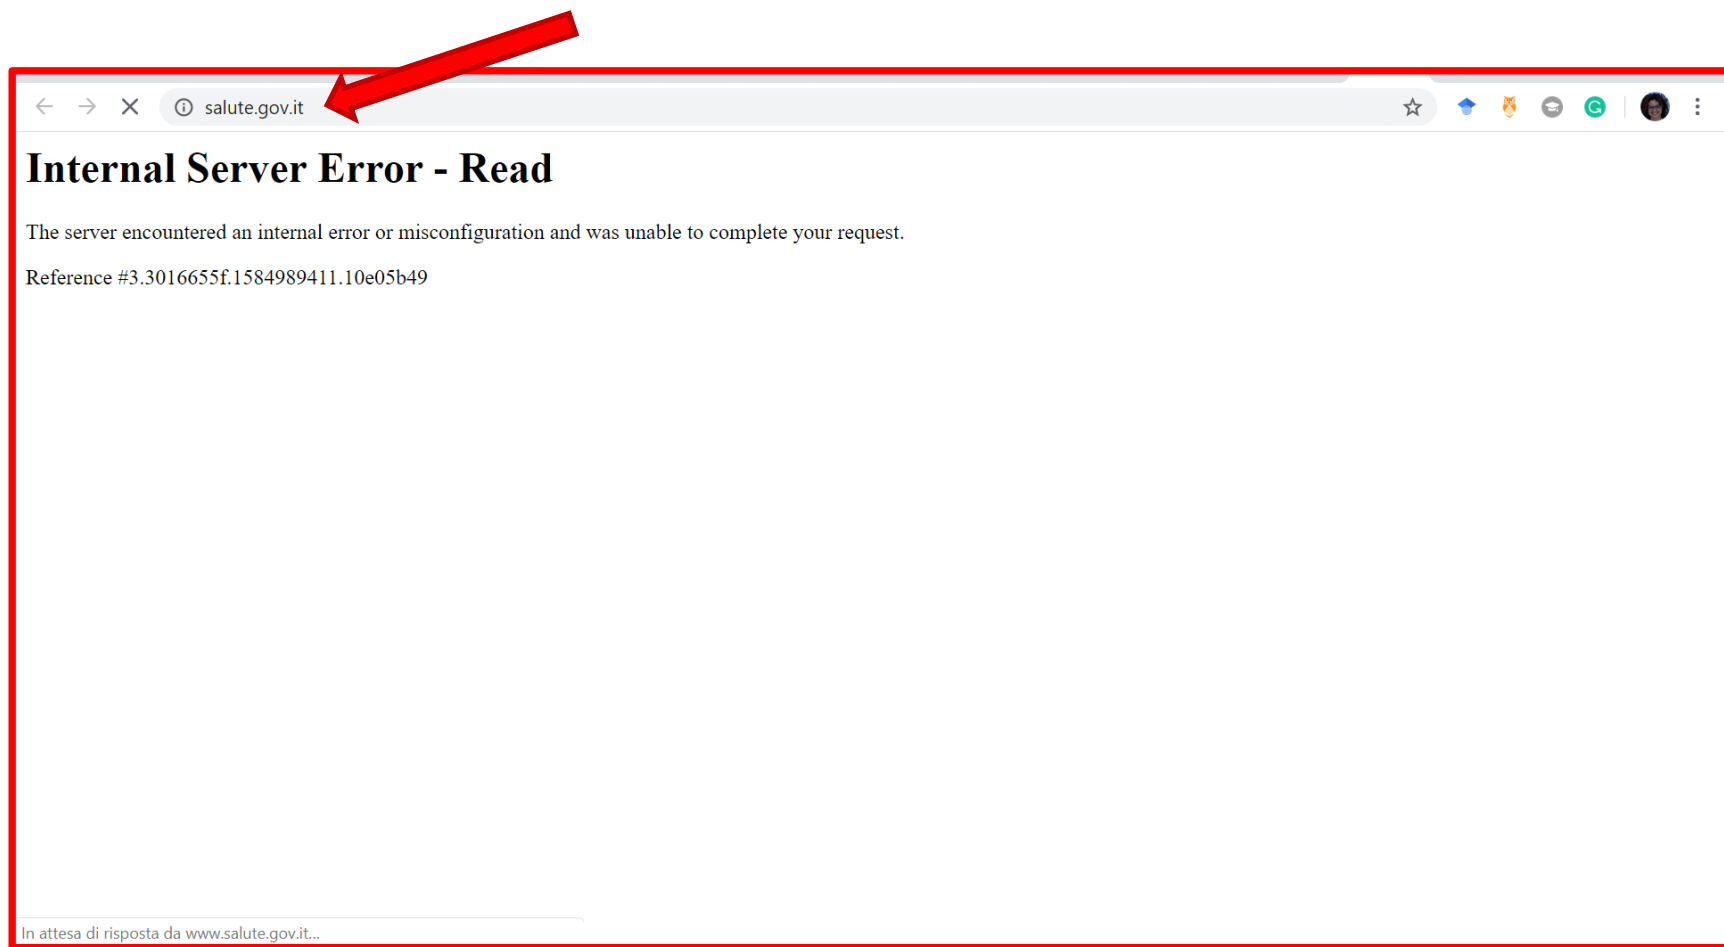 salute.gov.it
Internal Server Error - Read
The server encountered an internal error or misconfiguration and was unable to complete your request.
Reference #3.3016655f.1584989411.10e05b49
In attesa di risposta da www.salute.gov.it...